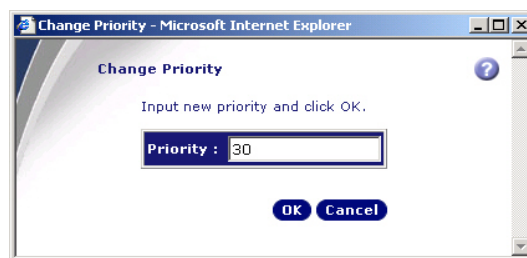 Change Priority - Microsoft Internet Explorer
Change Priority
?
Input new priority and click OK.
Priority : 30
OK Cancel